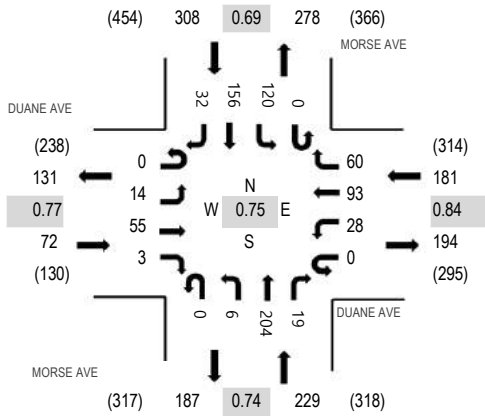 (454) 308 0.69 278 (366)
MORSE AVE
32 156 120 0
DUANE AVE
(238) 0 60 (314)
131 14 N 93 181
0.77 W 0.75 E 0.84
72 55 S 28 194
(130) 3 0 (295)
0 6 204 19
DUANE AVE
MORSE AVE
(317) 187 0.74 229 (318)